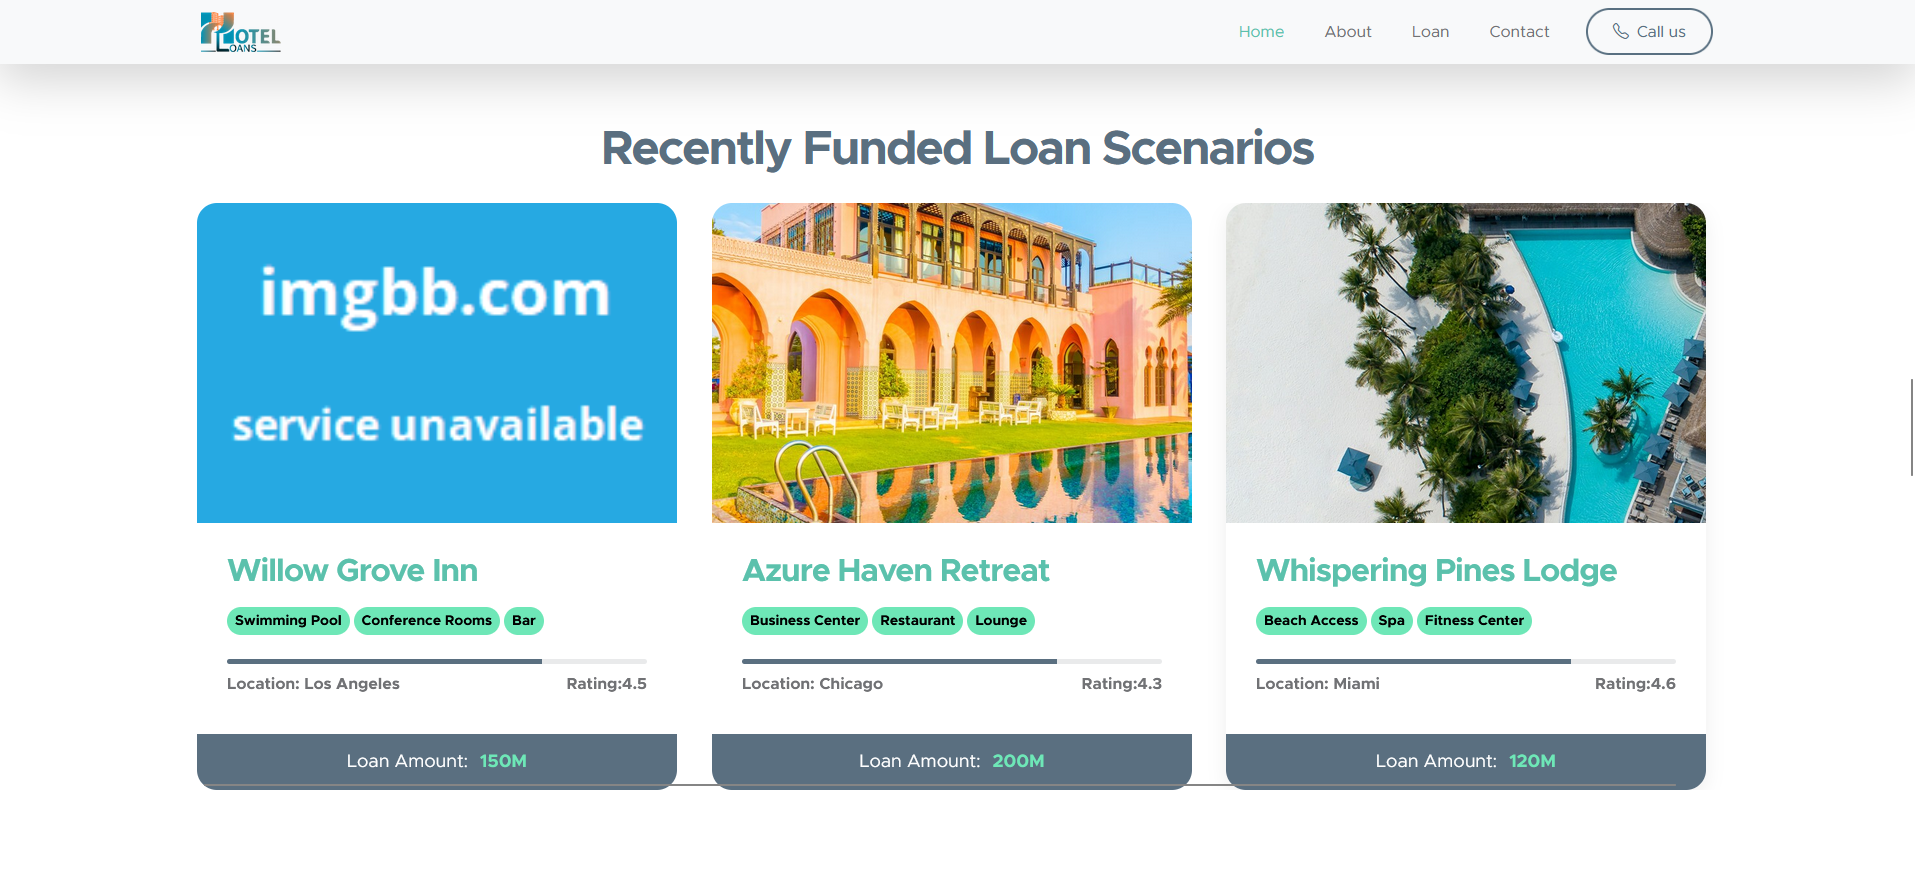 HOTEL
LOANS
Home
About
Loan
Contact
Call us
Recently Funded Loan Scenarios
imgbb.com
service unavailable
Willow Grove Inn
Swimming Pool Conference Rooms Bar
Location: Los Angeles Rating:4.5
Loan Amount: 150M
Azure Haven Retreat
Business Center Restaurant Lounge
Location: Chicago Rating:4.3
Loan Amount: 200M
Whispering Pines Lodge
Beach Access Spa Fitness Center
Location: Miami Rating:4.6
Loan Amount: 120M